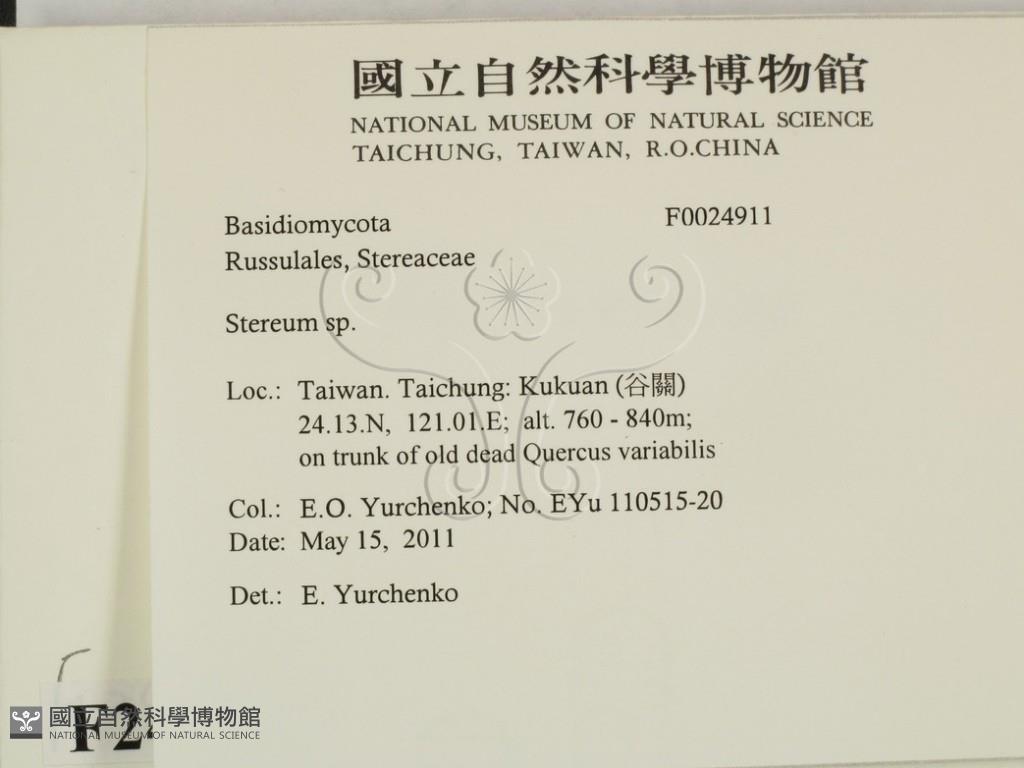 國立自然科學博物館
NATIONAL MUSEUM OF NATURAL SCIENCE
TAICHUNG, TAIWAN, R.O.CHINA
Basidiomycota F0024911
Russulales, Stereaceae
Stereum sp.
Loc.: Taiwan. Taichung: Kukuan (谷關)
24.13.N, 121.01.E; alt. 760 - 840m;
on trunk of old dead Quercus variabilis
Col.: E.O. Yurchenko; No. EYu 110515-20
Date: May 15, 2011
Det.: E. Yurchenko
F2
國立自然科學博物館
NATIONAL MUSEUM OF NATURAL SCIENCE